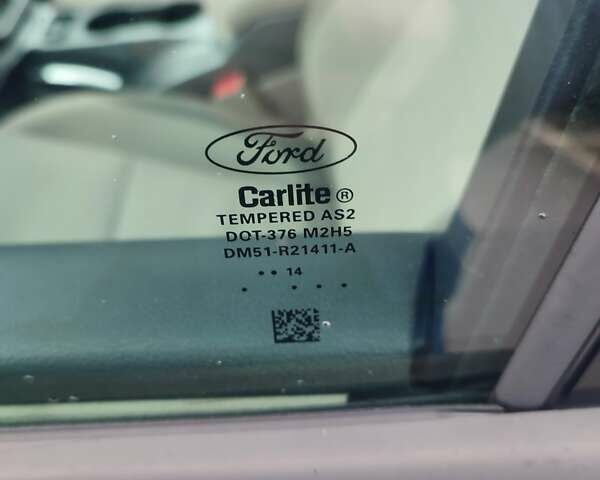 Ford
Carlite ®
TEMPERED AS2
DOT-376 M2H5
DM51-R21411-A
•• 14
• • • •